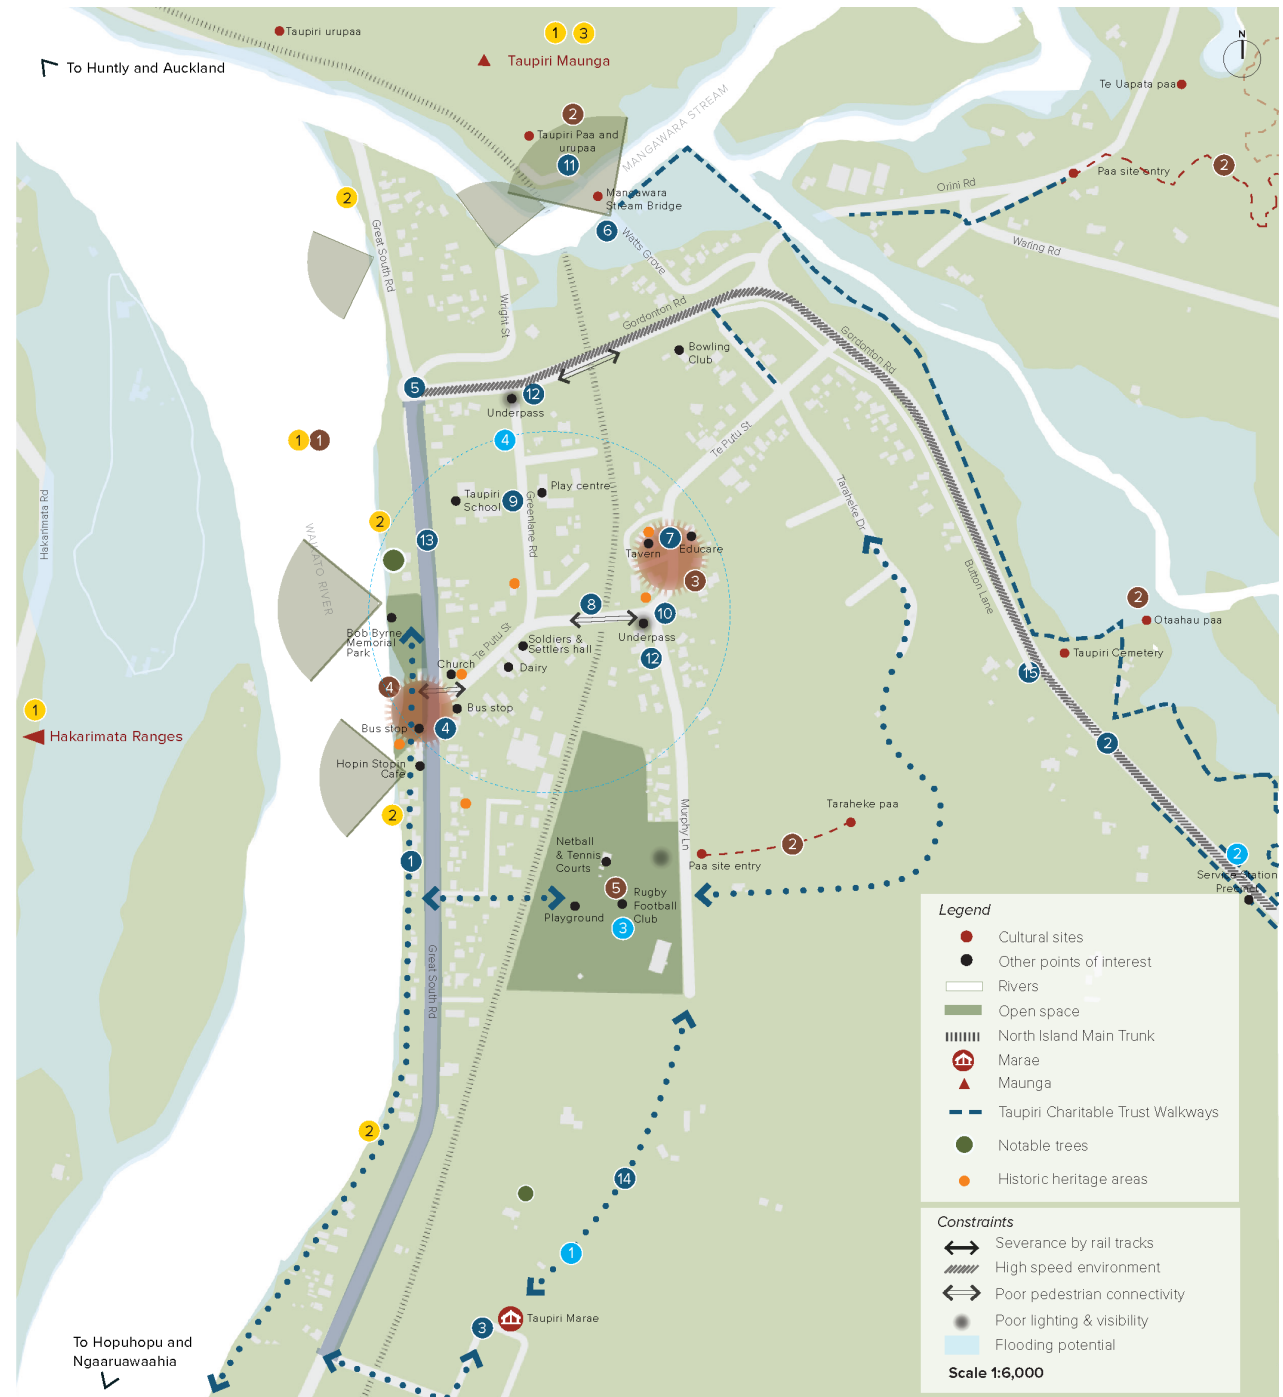 Taupiri urupaa
1
3
Taupiri Maunga
N
To Huntly and Auckland
Te Uapata paa
2
Taupiri Paa and
urupaa
11
MANGAWARA STREAM
2
Paa site entry
Orini Rd
Mangawara
Stream Bridge
2
6
Watts Grove
Great South Rd
Waring Rd
Wright St
Gordonton Rd
Gordonton Rd
Bowling
Club
5
12
Underpass
4
1
1
Te Putu St
Hakarimata Rd
Taupiri
School
9
Play centre
Greenlane Rd
Taraheke Dr
2
13
WAIKATO RIVER
7
Tavern
Educare
3
Button Lane
8
10
Underpass
12
2
Otaahau paa
Taupiri Cemetery
15
Bob Byrne
Memorial
Park
Te Putu St
Soldiers &
Settlers hall
Church
Dairy
4
Bus stop
Bus stop
4
1
Hakarimata Ranges
2
Hopin Stopin
Cafe
2
Murphy Ln
Taraheke paa
2
Paa site entry
Netball
& Tennis
Courts
1
5
Rugby
Football
Club
Playground
3
2
Service Station
Precinct
Great South Rd
2
14
1
3
Taupiri Marae
To Hopuhopu and
Ngaaruawaahia
Legend
Cultural sites
Other points of interest
Rivers
Open space
North Island Main Trunk
Marae
Maunga
Taupiri Charitable Trust Walkways
Notable trees
Historic heritage areas
Constraints
Severance by rail tracks
High speed environment
Poor pedestrian connectivity
Poor lighting & visibility
Flooding potential
Scale 1:6,000